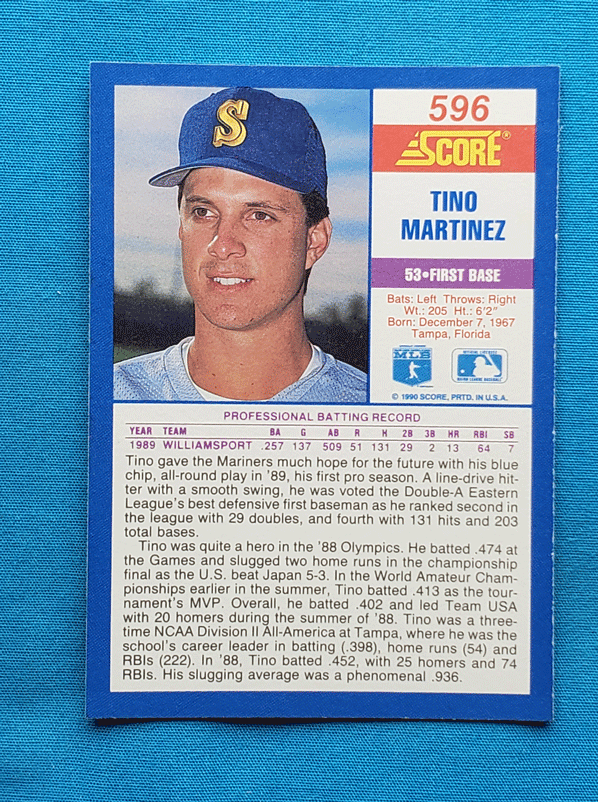 S
596
SCORE®
TINO
MARTINEZ
53•FIRST BASE
Bats: Left Throws: Right
Wt.: 205 Ht.: 6'2"
Born: December 7, 1967
Tampa, Florida
MLB
© 1990 SCORE, PRTD. IN U.S.A.
PROFESSIONAL BATTING RECORD
YEAR TEAM BA G AB R H 2B 3B HR RBI SB
1989 WILLIAMSPORT .257 137 509 51 131 29 2 13 64 7
Tino gave the Mariners much hope for the future with his blue
chip, all-round play in '89, his first pro season. A line-drive hit-
ter with a smooth swing, he was voted the Double-A Eastern
League's best defensive first baseman as he ranked second in
the league with 29 doubles, and fourth with 131 hits and 203
total bases.
Tino was quite a hero in the '88 Olympics. He batted .474 at
the Games and slugged two home runs in the championship
final as the U.S. beat Japan 5-3. In the World Amateur Cham-
pionships earlier in the summer, Tino batted .413 as the tour-
nament's MVP. Overall, he batted .402 and led Team USA
with 20 homers during the summer of '88. Tino was a three-
time NCAA Division II All-America at Tampa, where he was the
school's career leader in batting (.398), home runs (54) and
RBIs (222). In '88, Tino batted .452, with 25 homers and 74
RBIs. His slugging average was a phenomenal .936.